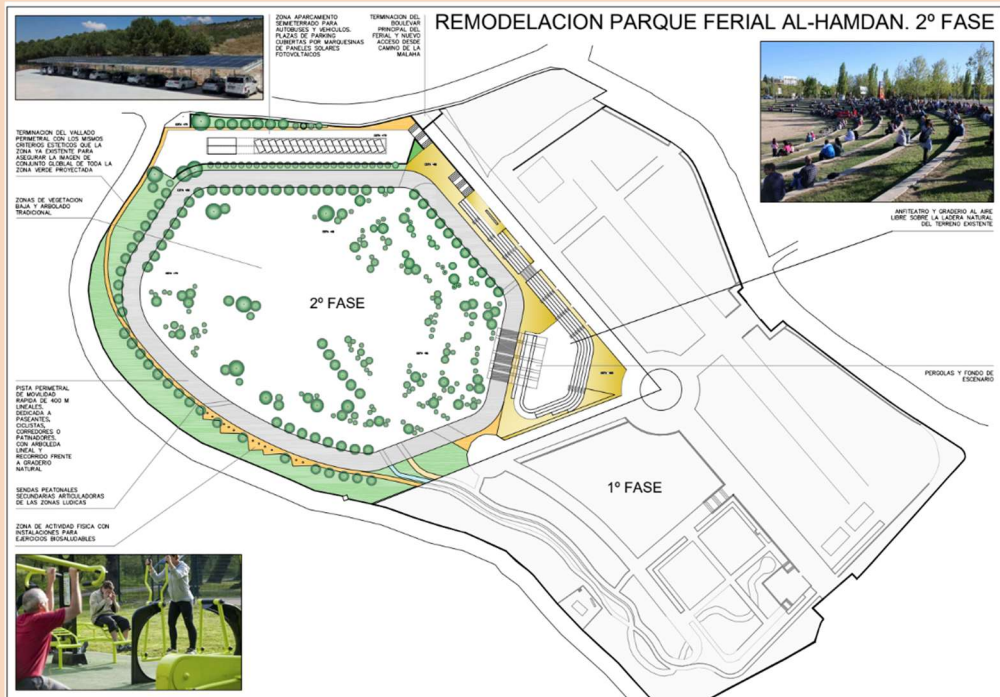 REMODELACION PARQUE FERIAL AL-HAMDAN. 2º FASE
ZONA APARCAMIENTO
SEMIETERRADO PARA
AUTOBUSES Y VEHICULOS.
PLAZAS DE PARKING
CUBIERTAS POR MARQUESINAS
DE PANELES SOLARES
FOTOVOLTAICOS
TERMINACION DEL
BOULEVAR
PRINCIPAL DEL
FERIAL Y NUEVO
ACCESO DESDE
CAMINO DE LA
MALAHA
TERMINACION DEL VALLADO
PERIMETRAL CON LOS MISMOS
CRITERIOS ESTETICOS QUE LA
ZONA YA EXISTENTE PARA
ASEGURAR LA IMAGEN DE
CONJUNTO GLOBLAL DE TODA LA
ZONA VERDE PROYECTADA
ZONAS DE VEGETACION
BAJA Y ARBOLADO
TRADICIONAL
ANFITEATRO Y GRADERIO AL AIRE
LIBRE SOBRE LA LADERA NATURAL
DEL TERRENO EXISTENTE
2º FASE
PERGOLAS Y FONDO DE
ESCENARIO
PISTA PERIMETRAL
DE MOVILIDAD
RAPIDA DE 400 M
LINEALES.
DEDICADA A
PASEANTES,
CICLISTAS,
CORREDORES O
PATINADORES.
CON ARBOLEDA
LINEAL Y
RECORRIDO FRENTE
A GRADERIO
NATURAL
1º FASE
SENDAS PEATONALES
SECUNDARIAS ARTICULADORAS
DE LAS ZONAS LUDICAS
ZONA DE ACTIVIDAD FISICA CON
INSTALACIONES PARA
EJERCICIOS BIOSALUDABLES